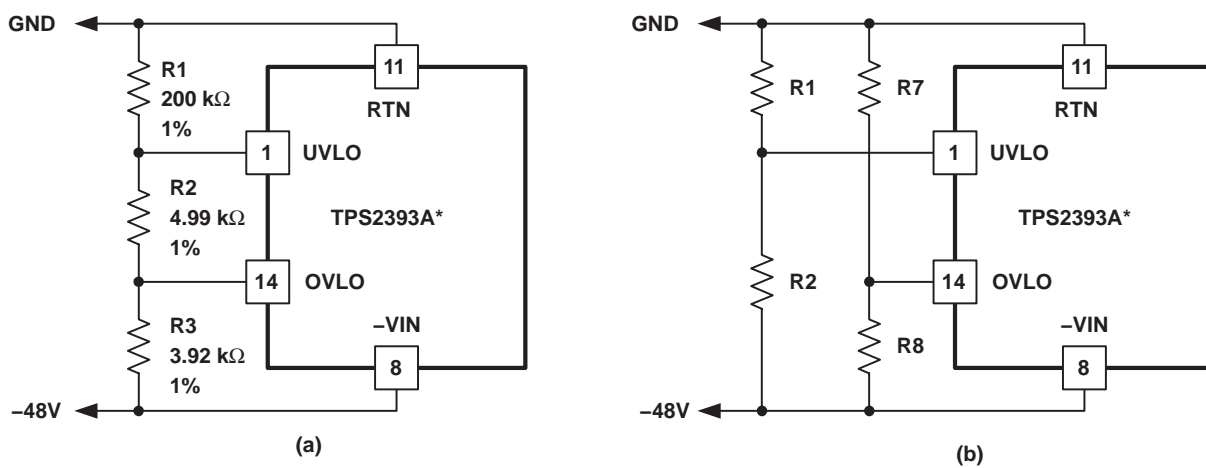 GND
R1
200 kΩ
1%
11
RTN
1
UVLO
R2
4.99 kΩ
1%
TPS2393A*
14
OVLO
R3
3.92 kΩ
1%
–VIN
8
–48V
(a)
GND
R1
R7
11
RTN
1
UVLO
TPS2393A*
R2
14
OVLO
–VIN
R8
8
–48V
(b)